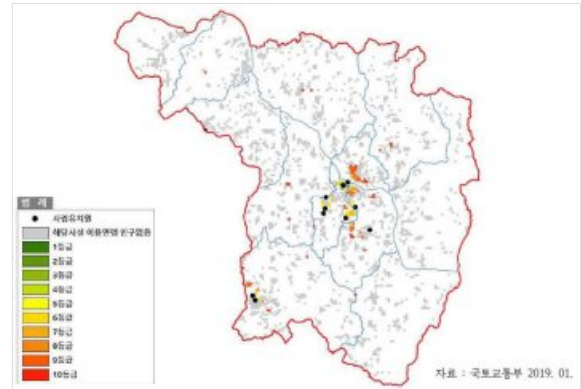 범 례
사립유치원
해당시설 이용연령 인구없음
1등급
2등급
3등급
4등급
5등급
6등급
7등급
8등급
9등급
10등급
자료 : 국토교통부 2019. 01.